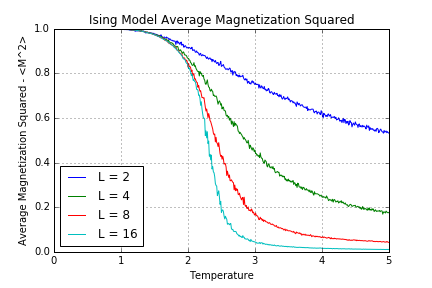 Ising Model Average Magnetization Squared
Average Magnetization Squared - <M^2>
1.0
0.8
0.6
0.4
0.2
0.0
L = 2
L = 4
L = 8
L = 16
0 1 2 3 4 5
Temperature